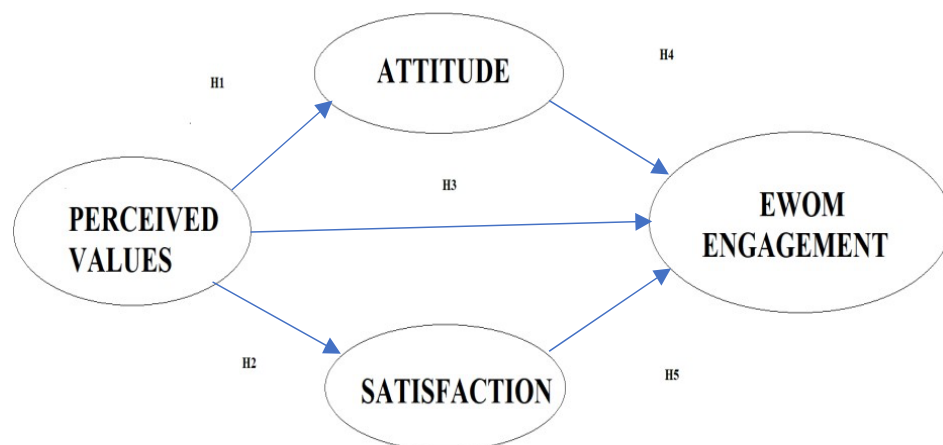 ATTITUDE
H4
H1
H3
PERCEIVED
VALUES
EWOM
ENGAGEMENT
H2
SATISFACTION
H5